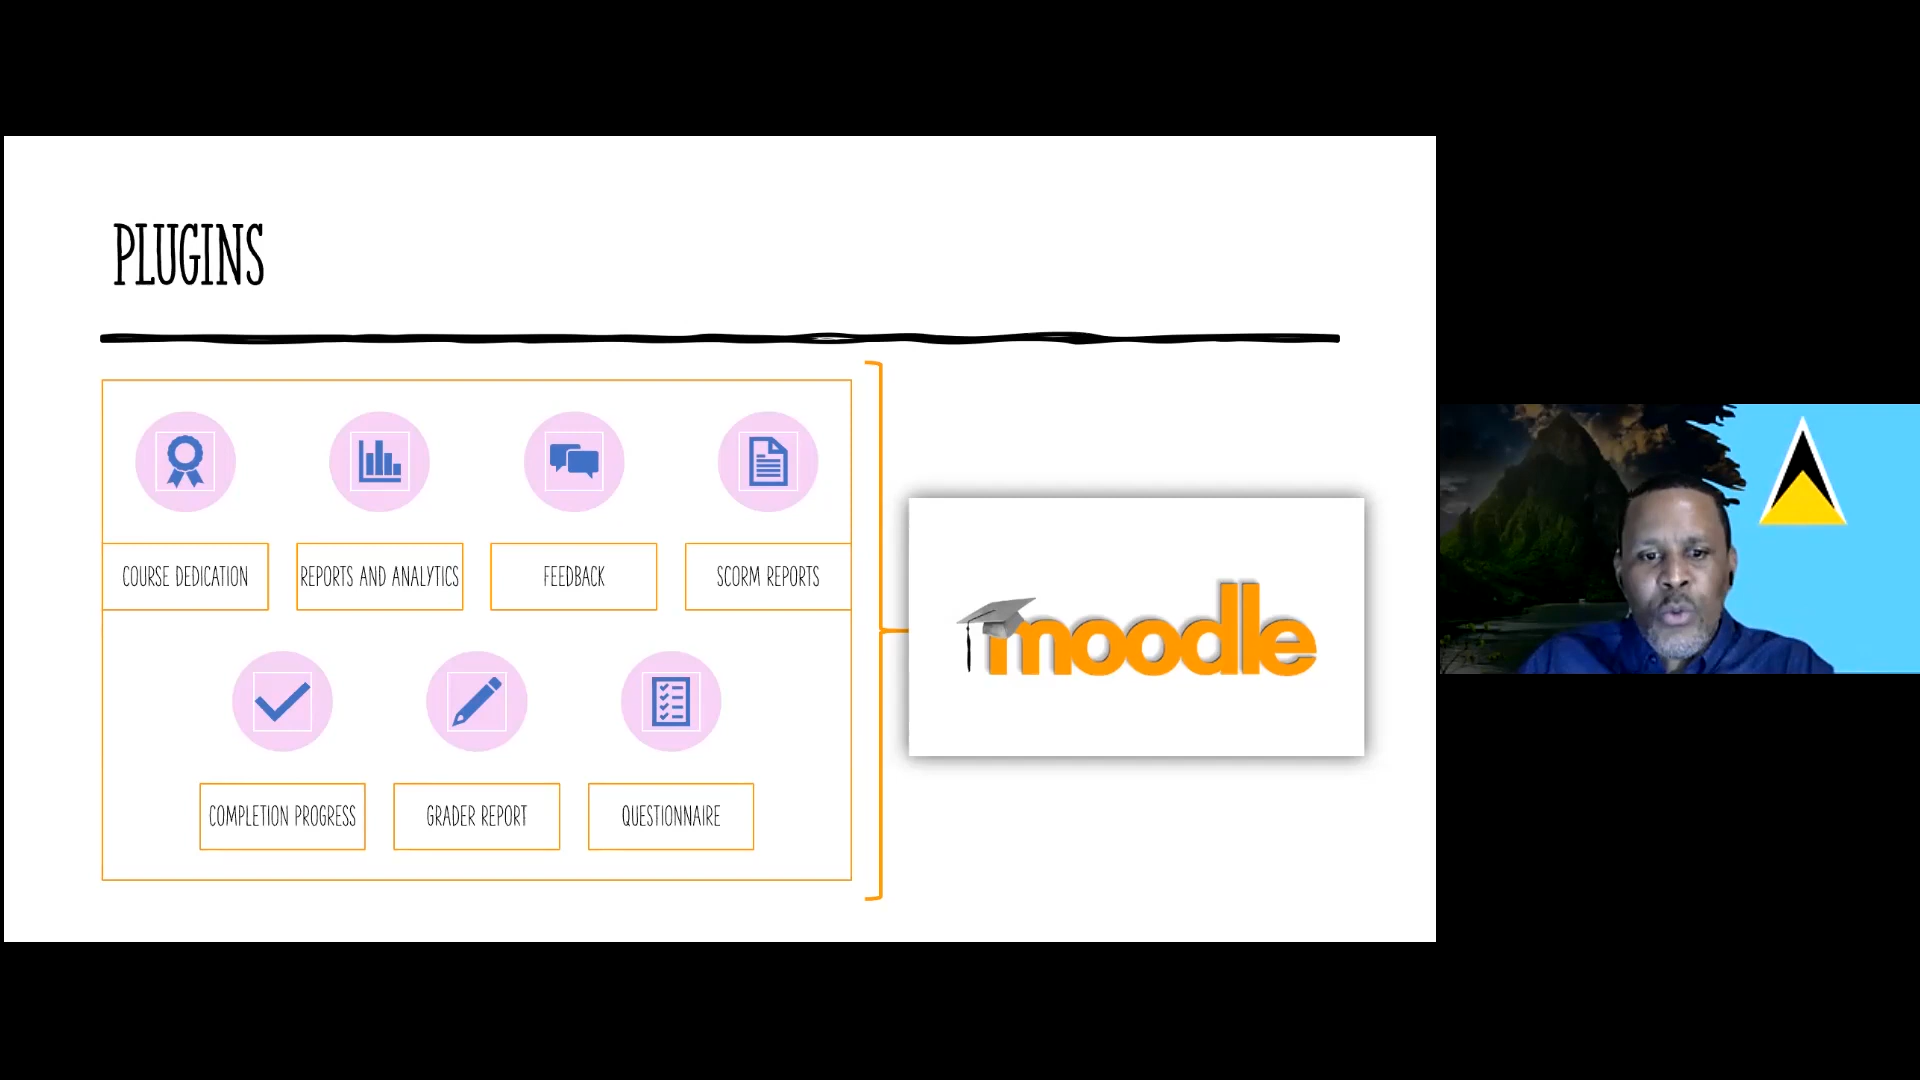 PLUGINS
COURSE DEDICATION
REPORTS AND ANALYTICS
FEEDBACK
SCORM REPORTS
moodle
COMPLETION PROGRESS
GRADER REPORT
QUESTIONNAIRE